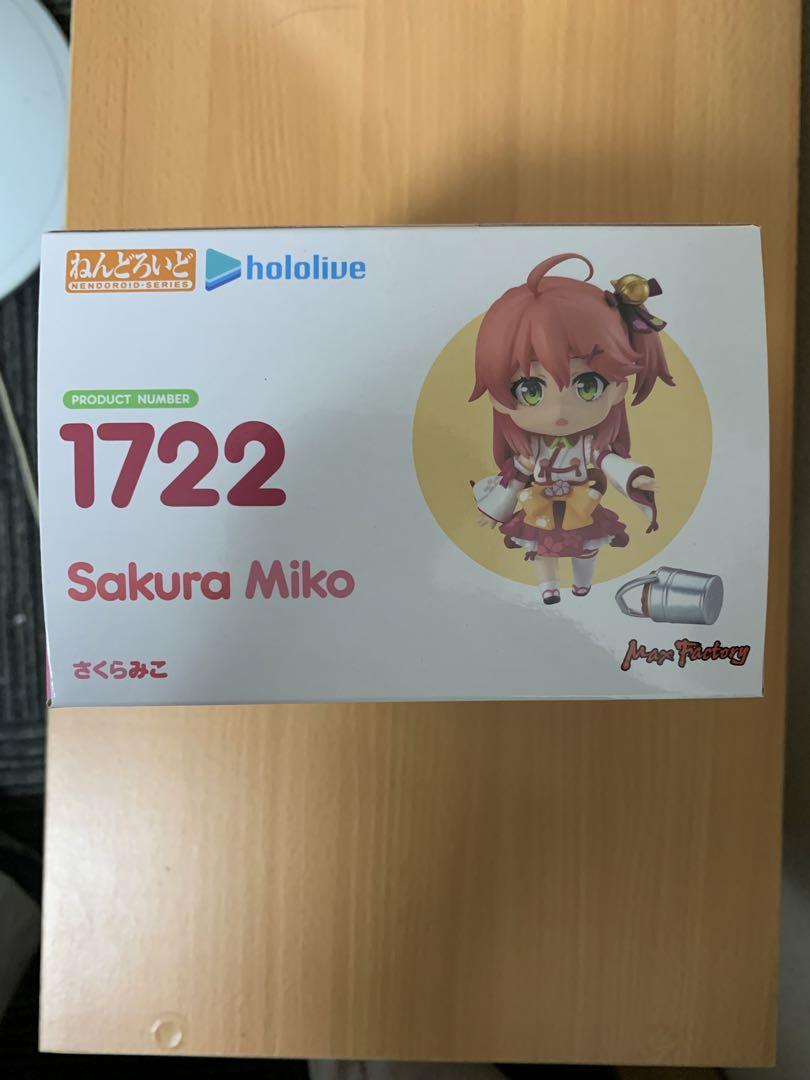 ねんどろいど
NENDOROID・SERIES
hololive
PRODUCT NUMBER
1722
Sakura Miko
さくらみこ
Max Factory